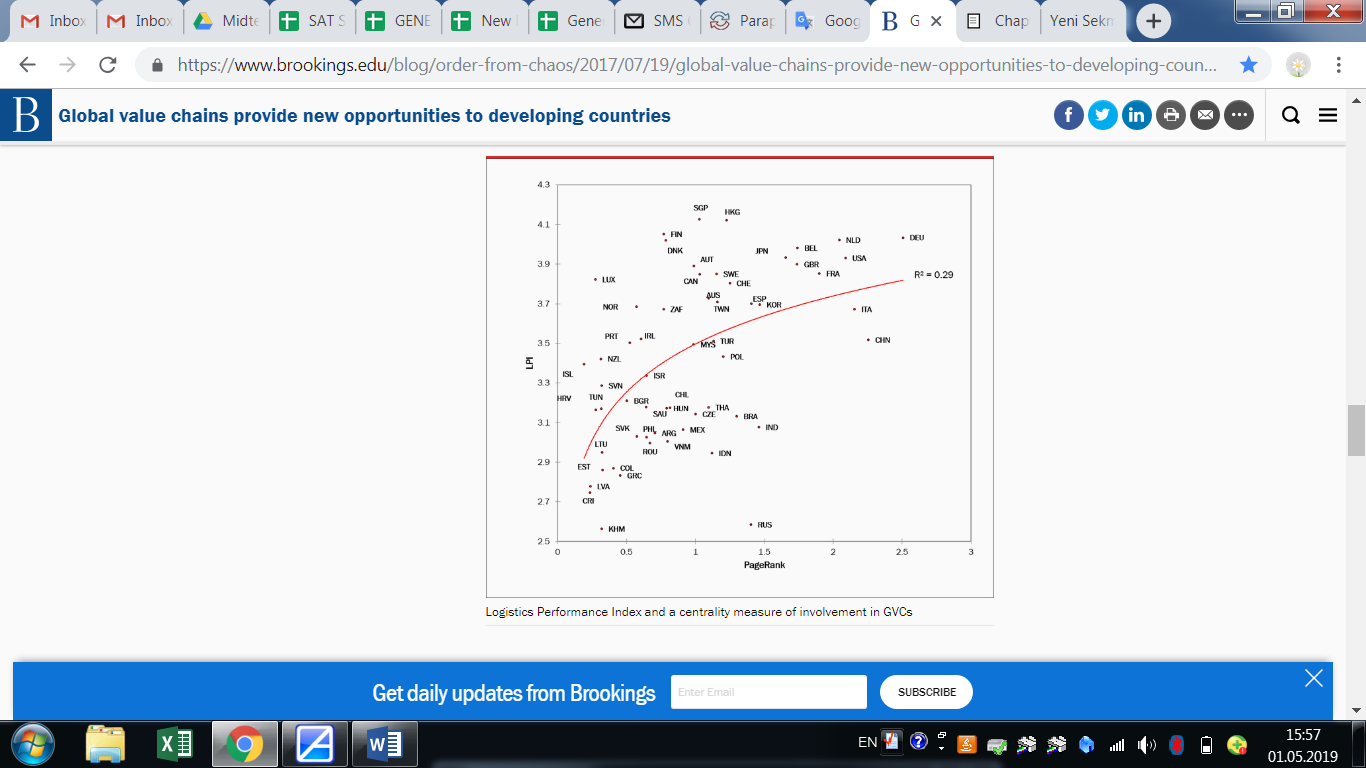 Inbox
Inbox
Midte
SAT S
GENE
New
Gene
SMS
Parap
Goog
G
Chap
Yeni Sekm
https://www.brookings.edu/blog/order-from-chaos/2017/07/19/global-value-chains-provide-new-opportunities-to-developing-coun...
B Global value chains provide new opportunities to developing countries
4.3
SGP HKG
4.1
FIN
DNK JPN BEL NLD DEU
AUT GBR USA
3.9
CAN SWE FRA
LUX CHE R² = 0.29
AUS ESP
3.7
NOR ZAF TWN KOR ITA
PRT IRL
3.5
MYS TUR CHN
NZL POL
ISL ISR
3.3
SVN
HRV TUN BGR CHL
SAU HUN CZE THA
3.1
BRA
SVK PHL ARG MEX IND
LTU ROU VNM IDN
2.9
EST COL
GRC
LVA
2.7
CRI
KHM RUS
2.5
LPI
0 0.5 1 1.5 2 2.5 3
PageRank
Logistics Performance Index and a centrality measure of involvement in GVCs
Get daily updates from Brookings
Enter Email
SUBSCRIBE
EN
15:57
01.05.2019